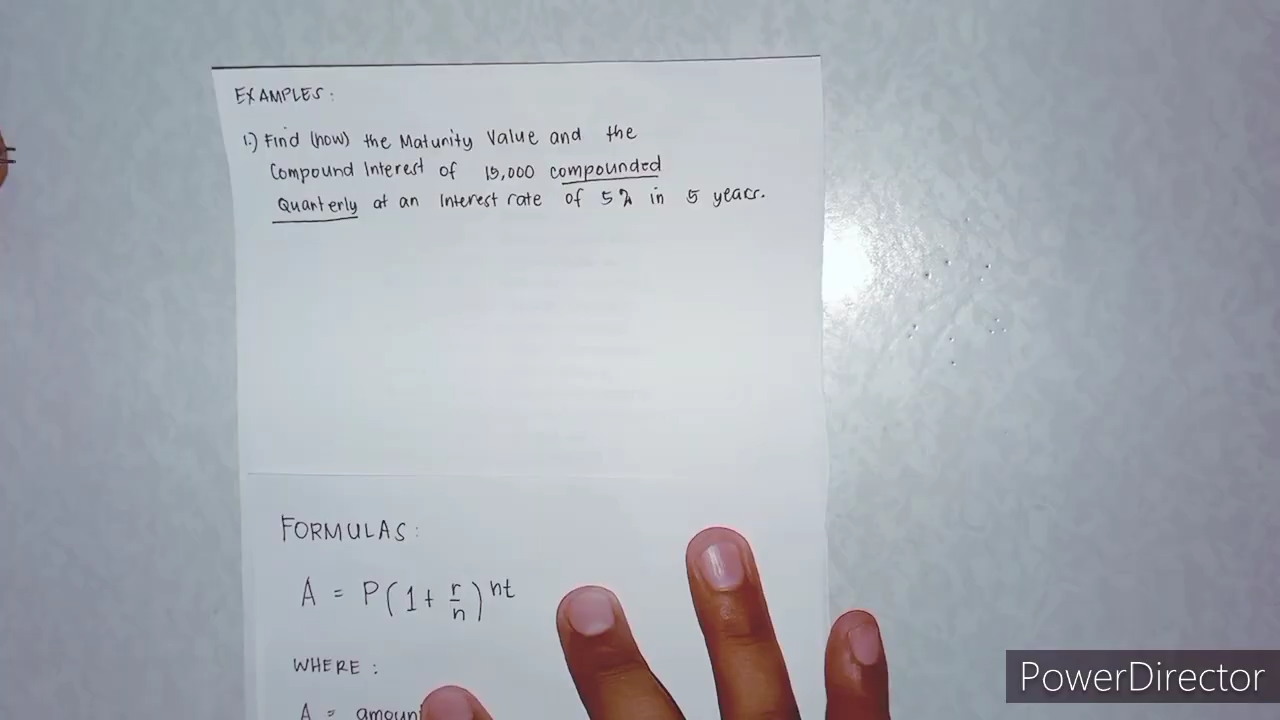 EXAMPLES:
1.) Find (how) the Maturity Value and the
Compound Interest of 15,000 compounded
Quarterly at an interest rate of 5% in 5 years.
FORMULAS:
A = P(1 + r/n)^nt
WHERE:
A = amoun
PowerDirector